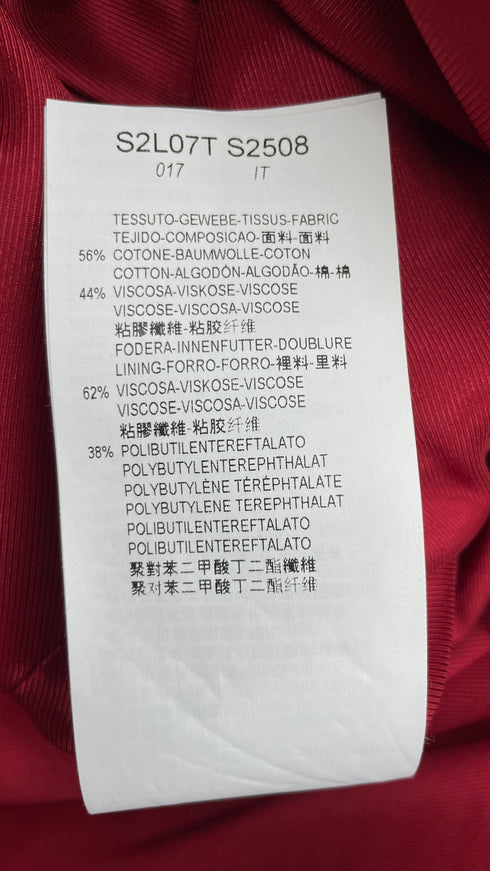 S2L07T S2508
017 IT
TESSUTO-GEWEBE-TISSUS-FABRIC
TEJIDO-COMPOSICAO-面料-面料
56% COTONE-BAUMWOLLE-COTON
COTTON-ALGODÓN-ALGODÃO-棉-棉
44% VISCOSA-VISKOSE-VISCOSE
VISCOSE-VISCOSA-VISCOSE
粘膠纖維-粘胶纤维
FODERA-INNENFUTTER-DOUBLURE
LINING-FORRO-FORRO-裡料-里料
62% VISCOSA-VISKOSE-VISCOSE
VISCOSE-VISCOSA-VISCOSE
粘膠纖維-粘胶纤维
38% POLIBUTILENTEREFTALATO
POLYBUTYLENTEREPHTHALAT
POLYBUTYLÈNE TÉRÉPHTALATE
POLYBUTYLENE TEREPHTHALAT
POLIBUTILENTEREFTALATO
POLIBUTILENTEREFTALATO
聚對苯二甲酸丁二酯纖維
聚对苯二甲酸丁二酯纤维